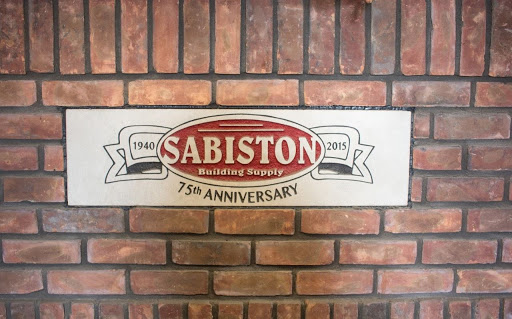 1940 SABISTON 2015
Building Supply
75th ANNIVERSARY